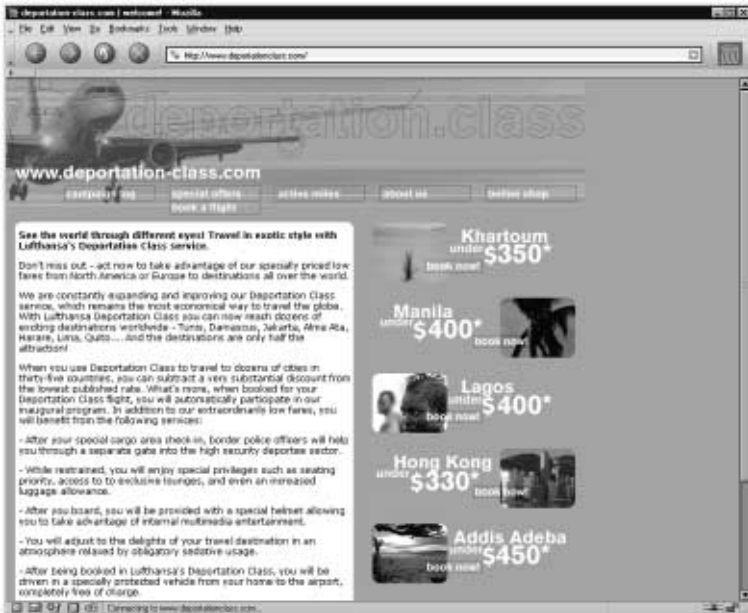 deportation-class.com | welcome! - Mozilla
File Edit View Go Bookmarks Tools Window Help
http://www.deportationclass.com/
deportation.class
www.deportation-class.com
special offers
active miles
about us
online shop
book a flight
See the world through different eyes! Travel in exotic style with
Lufthansa's Deportation Class service.
Don't miss out - act now to take advantage of our specially priced low
fares from North America or Europe to destinations all over the world.
We are constantly expanding and improving our Deportation Class
service, which remains the most economical way to travel the globe.
With Lufthansa Deportation Class you can now reach dozens of
exciting destinations worldwide - Tunis, Damascus, Jakarta, Alma Ata,
Harare, Lima, Quito.... And the destinations are only half the
attraction!
When you use Deportation Class to travel to dozens of cities in
thirty-five countries, you can subtract a very substantial discount from
the lowest published rate. What's more, when booked for your
Deportation Class flight, you will automatically participate in our
inaugural program. In addition to our extraordinarily low fares, you
will benefit from the following services:
- After your special cargo area check-in, border police officers will help
you through a separate gate into the high security deportee sector.
- While restrained, you will enjoy special privileges such as seating
priority, access to to exclusive lounges, and even an increased
luggage allowance.
- After you board, you will be provided with a special helmet allowing
you to take advantage of internal multimedia entertainment.
- You will adjust to the delights of your travel destination in an
atmosphere relaxed by obligatory sedative usage.
- After being booked in Lufthansa's Deportation Class, you will be
driven in a specially protected vehicle from your home to the airport,
completely free of charge.
Khartoum
under $350*
book now!
Manila
under $400*
book now!
Lagos
under $400*
book now!
Hong Kong
under $330*
book now!
Addis Adeba
under $450*
book now!
Connecting to www.deportationclass.com...